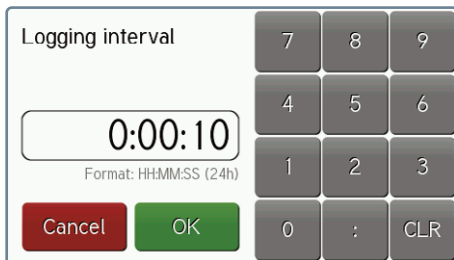 Logging interval
0:00:10
Format: HH:MM:SS (24h)
Cancel OK
7 8 9
4 5 6
1 2 3
0 : CLR